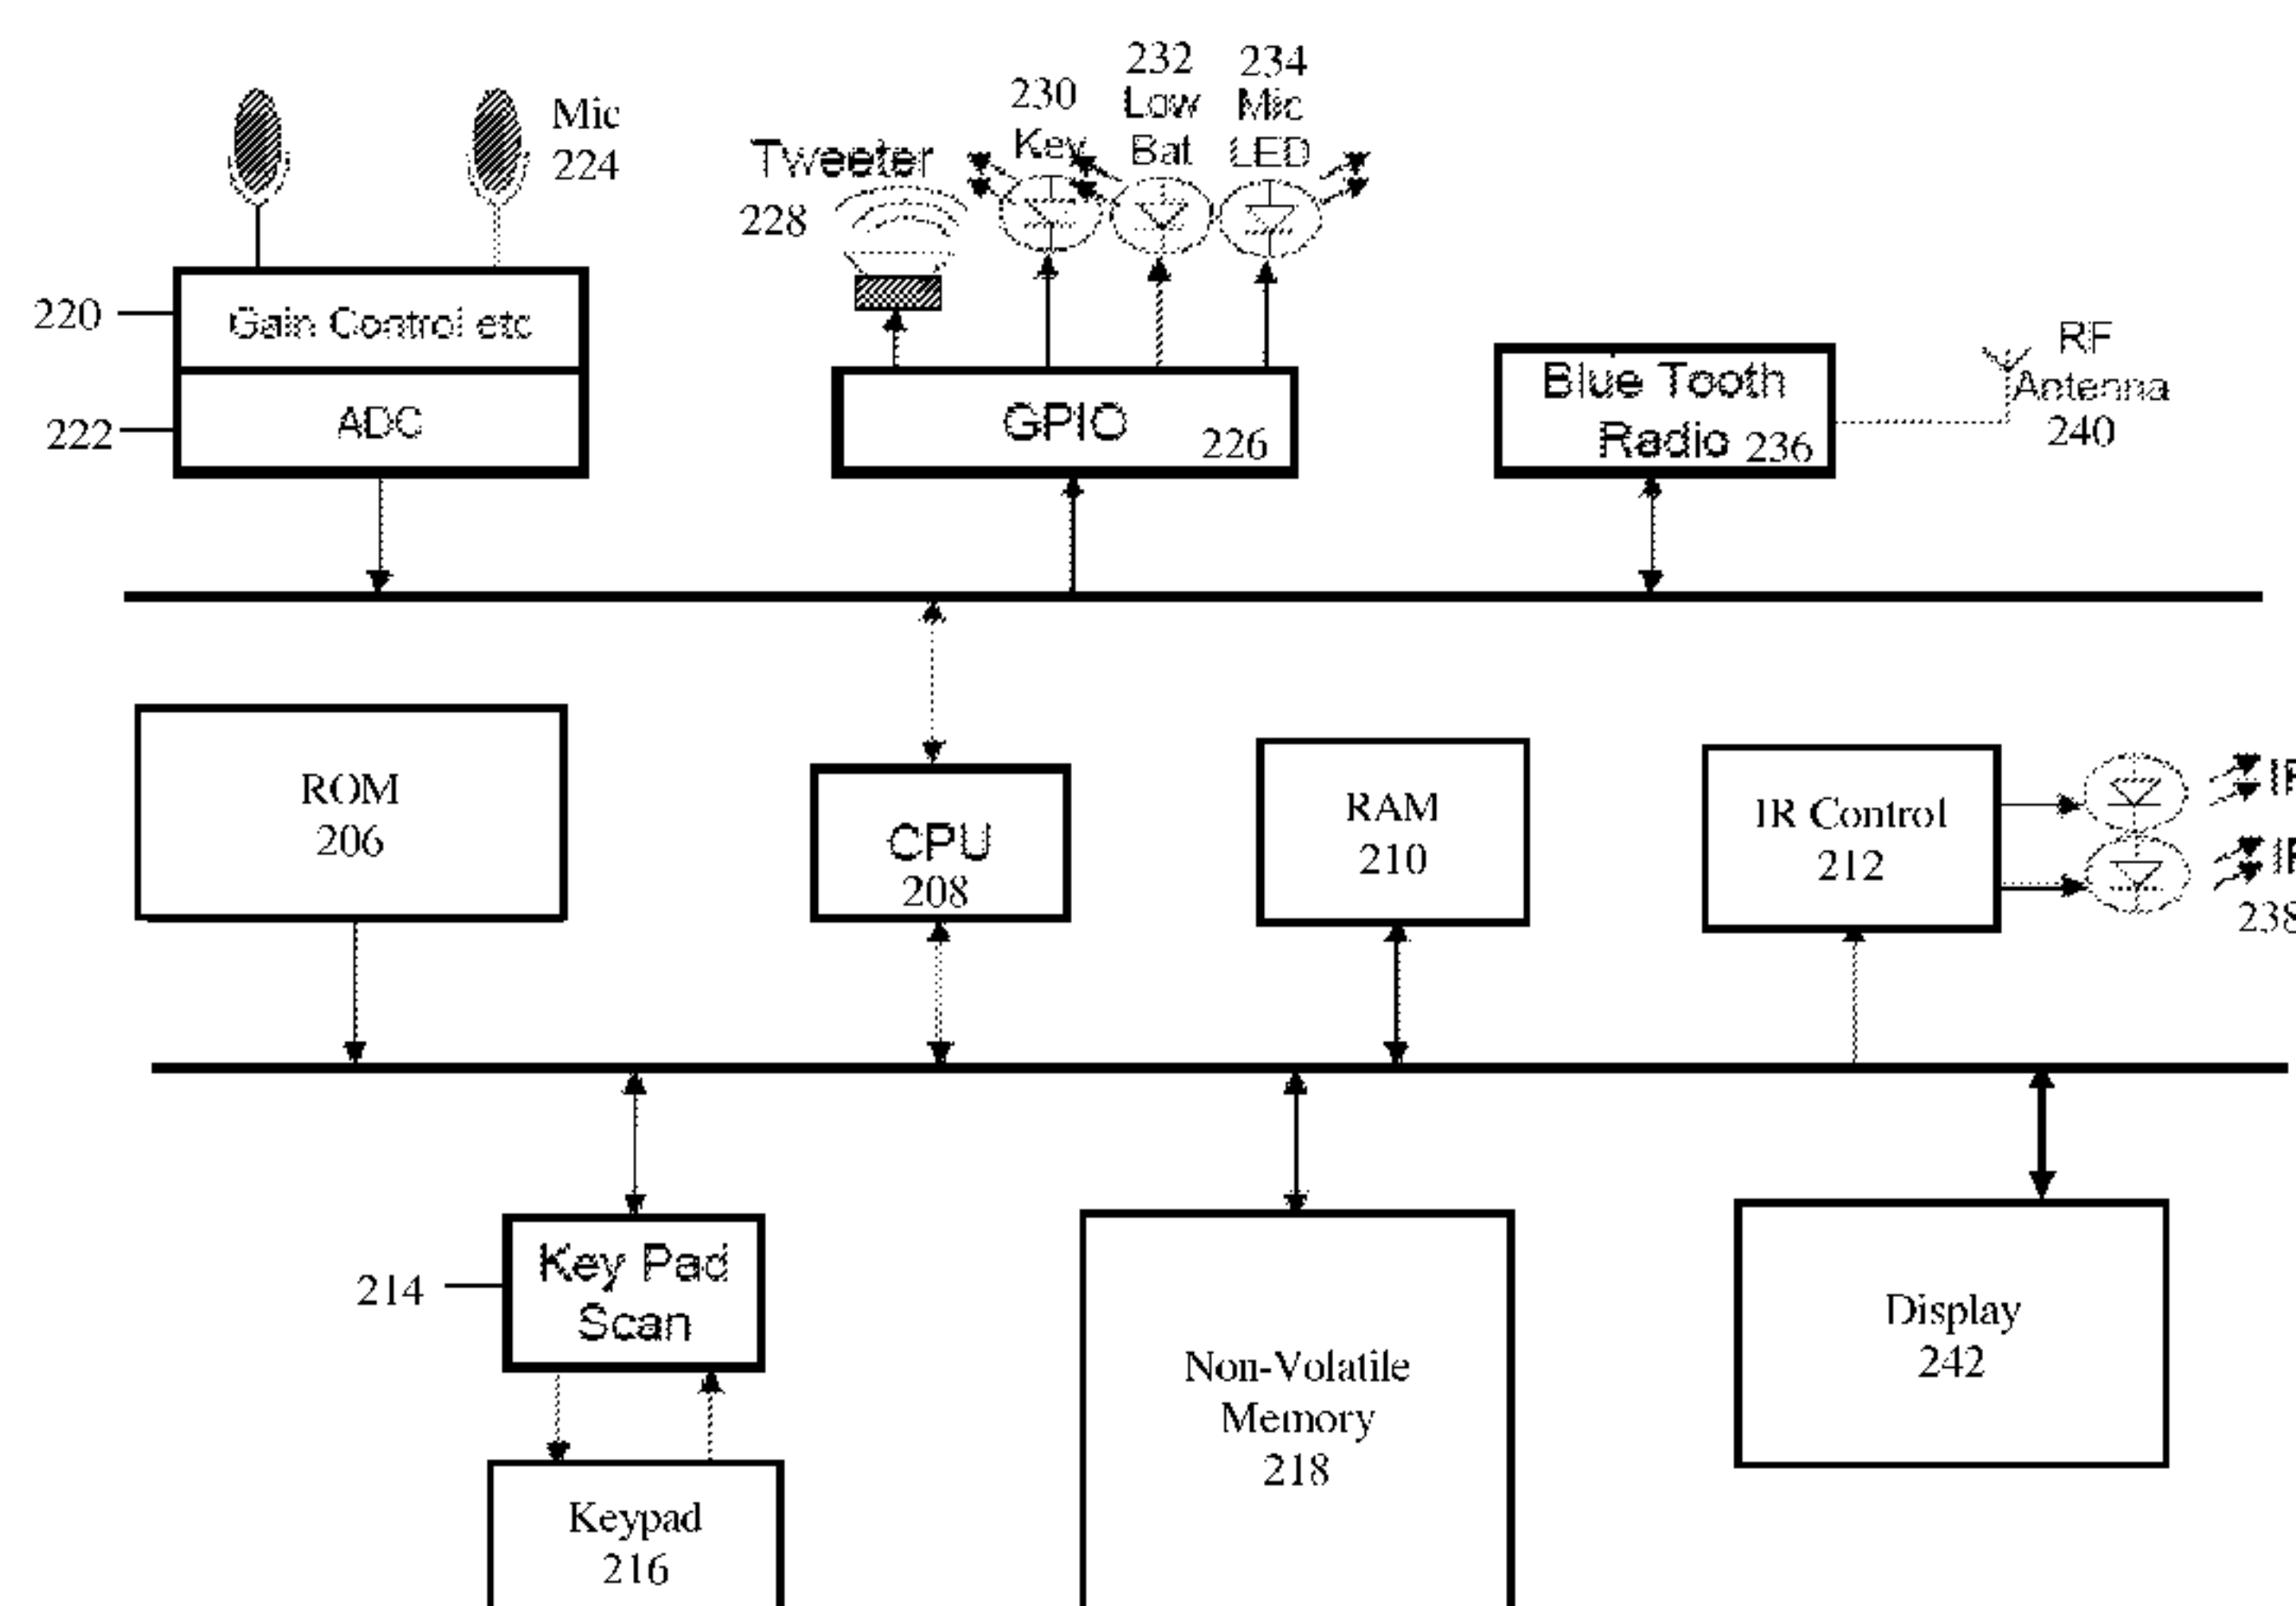 232
234
230
Low
Mic
Key
Bat
LED
Mic
224
Tweeter
228
220
Gain Control etc
222
ADC
GPIO
226
Blue Tooth
Radio 236
RF
Antenna
240
ROM
206
CPU
208
RAM
210
IR Control
212
238
214
Key Pad
Scan
Non-Volatile
Memory
218
Display
242
Keypad
216